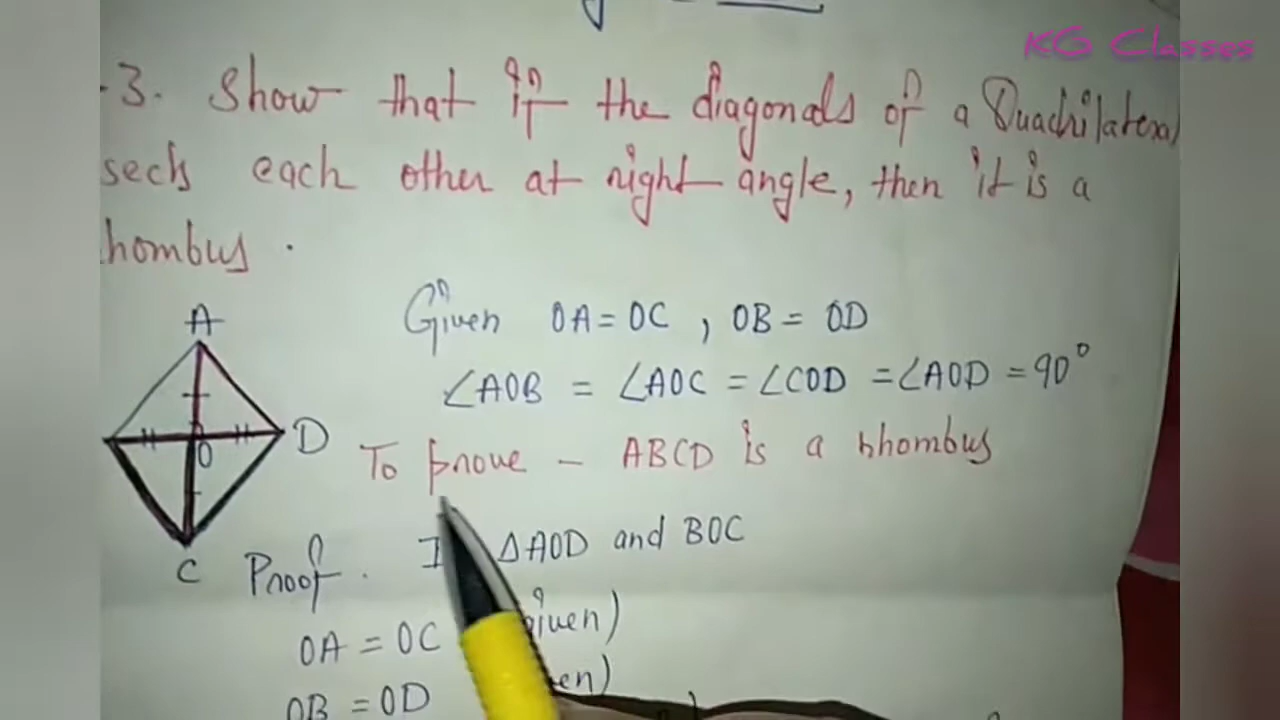 KG Classes
3. Show that if the diagonals of a Quadrilateral
sects each other at right angle, then it is a
hombus.
A
Given OA = OC , OB = OD
∠AOB = ∠AOC = ∠COD = ∠AOD = 90°
D
O
To prove - ABCD is a rhombus
C
Proof. ΔAOD and BOC
OA = OC
OB = OD